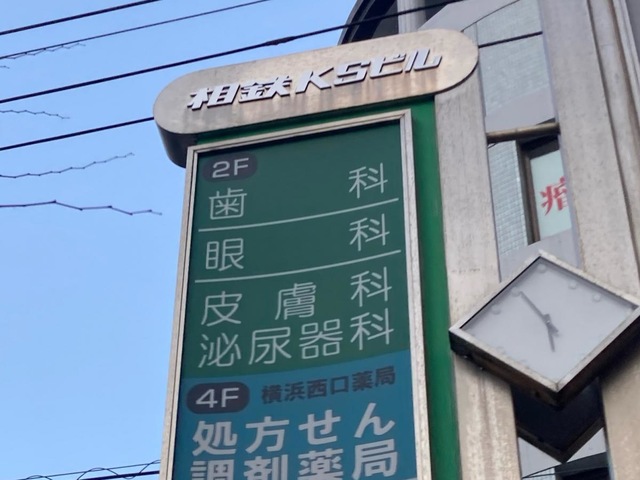 相鉄KSビル
2F
歯科
眼科
皮膚科
泌尿器科
4F 横浜西口薬局
処方せん
調剤薬局